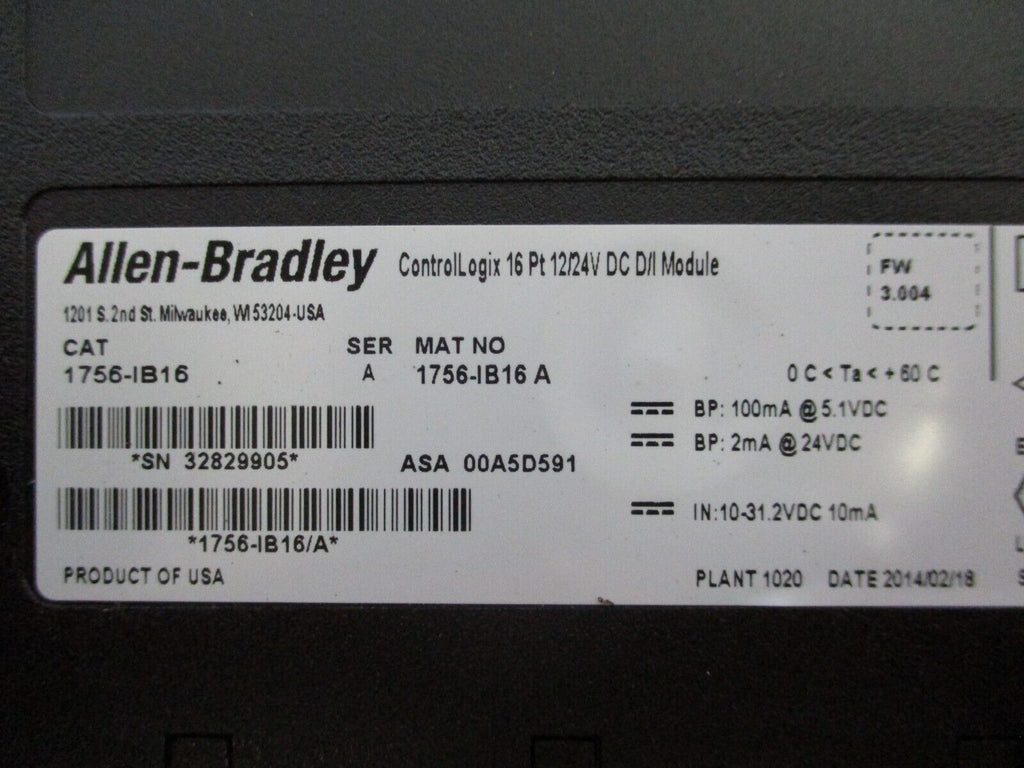 Allen-Bradley ControlLogix 16 Pt 12/24V DC D/I Module
FW
3.004
1201 S. 2nd St. Milwaukee, WI 53204-USA
CAT SER MAT NO
1756-IB16 A 1756-IB16 A
0 C < Ta < + 60 C
BP: 100mA @ 5.1VDC
BP: 2mA @ 24VDC
*SN 32829905* ASA 00A5D591
IN: 10-31.2VDC 10mA
*1756-IB16/A*
PRODUCT OF USA PLANT 1020 DATE 2014/02/18